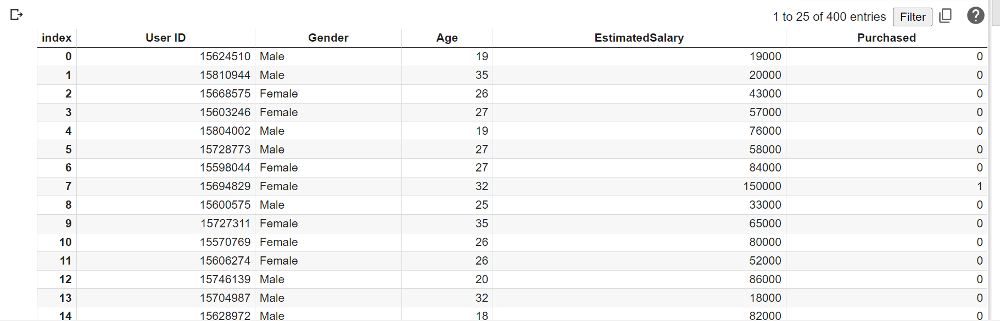 1 to 25 of 400 entries Filter ?
index User ID Gender Age EstimatedSalary Purchased
0 15624510 Male 19 19000 0
1 15810944 Male 35 20000 0
2 15668575 Female 26 43000 0
3 15603246 Female 27 57000 0
4 15804002 Male 19 76000 0
5 15728773 Male 27 58000 0
6 15598044 Female 27 84000 0
7 15694829 Female 32 150000 1
8 15600575 Male 25 33000 0
9 15727311 Female 35 65000 0
10 15570769 Female 26 80000 0
11 15606274 Female 26 52000 0
12 15746139 Male 20 86000 0
13 15704987 Male 32 18000 0
14 15628972 Male 18 82000 0